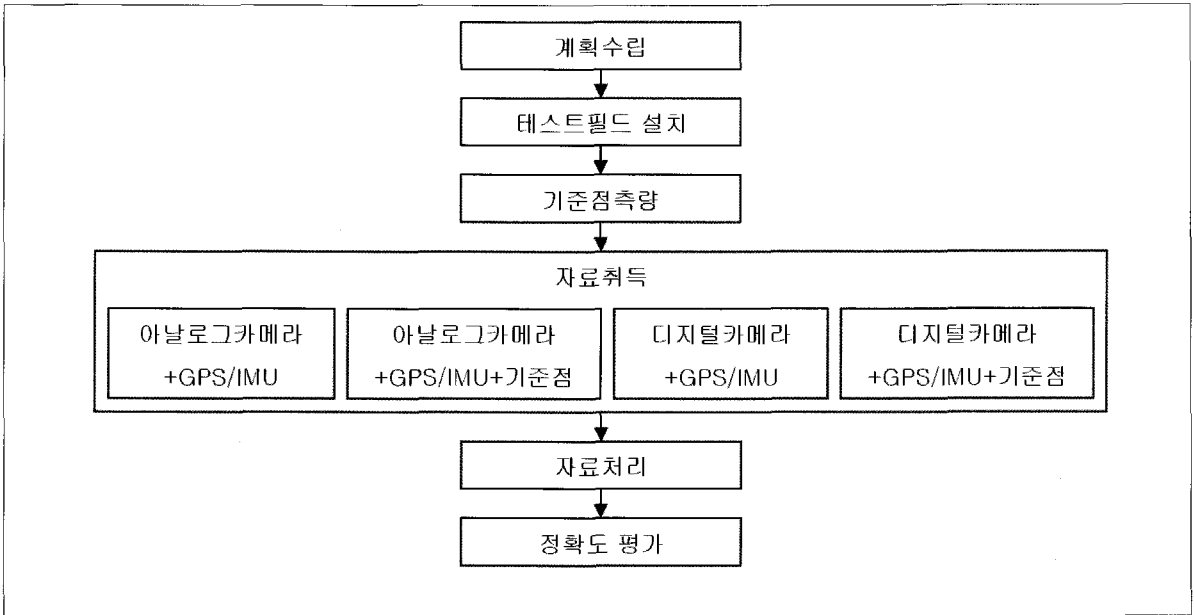 계획수립
테스트필드 설치
기준점측량
자료취득
아날로그카메라
+GPS/IMU
아날로그카메라
+GPS/IMU+기준점
디지털카메라
+GPS/IMU
디지털카메라
+GPS/IMU+기준점
자료처리
정확도 평가